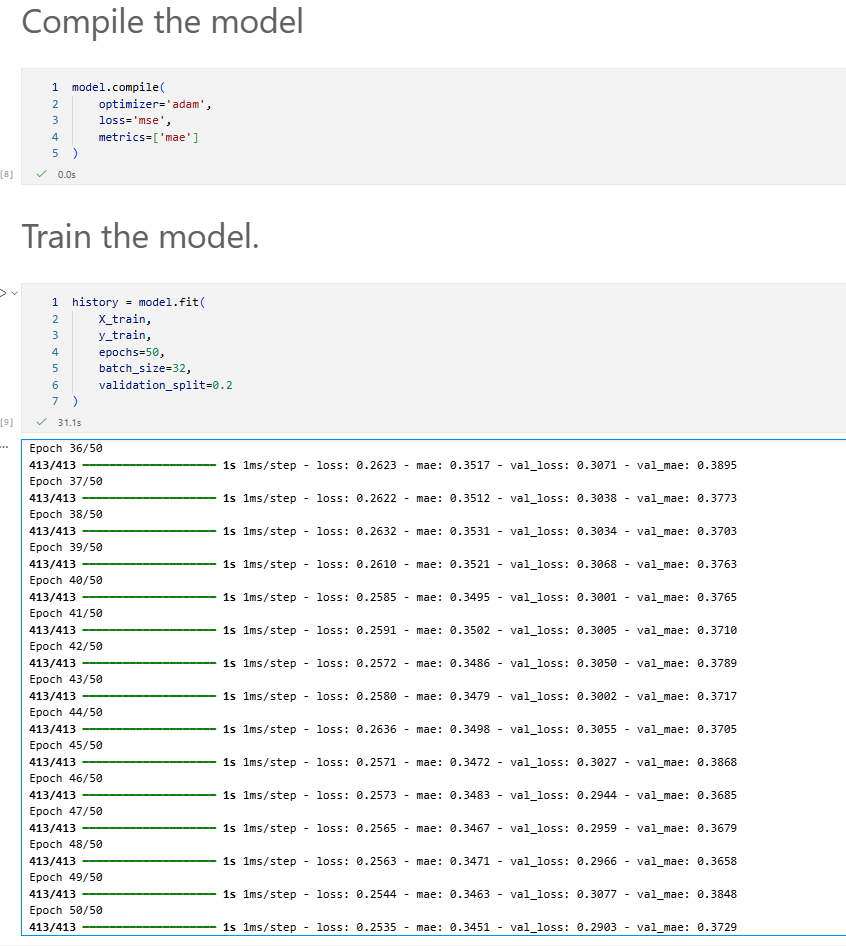 Compile the model
1 model.compile(
2     optimizer='adam',
3     loss='mse',
4     metrics=['mae']
5 )
[8]
0.0s
Train the model.
1 history = model.fit(
2     X_train,
3     y_train,
4     epochs=50,
5     batch_size=32,
6     validation_split=0.2
7 )
[9]
31.1s
...
Epoch 36/50
413/413 1s 1ms/step - loss: 0.2623 - mae: 0.3517 - val_loss: 0.3071 - val_mae: 0.3895
Epoch 37/50
413/413 1s 1ms/step - loss: 0.2622 - mae: 0.3512 - val_loss: 0.3038 - val_mae: 0.3773
Epoch 38/50
413/413 1s 1ms/step - loss: 0.2632 - mae: 0.3531 - val_loss: 0.3034 - val_mae: 0.3703
Epoch 39/50
413/413 1s 1ms/step - loss: 0.2610 - mae: 0.3521 - val_loss: 0.3068 - val_mae: 0.3763
Epoch 40/50
413/413 1s 1ms/step - loss: 0.2585 - mae: 0.3495 - val_loss: 0.3001 - val_mae: 0.3765
Epoch 41/50
413/413 1s 1ms/step - loss: 0.2591 - mae: 0.3502 - val_loss: 0.3005 - val_mae: 0.3710
Epoch 42/50
413/413 1s 1ms/step - loss: 0.2572 - mae: 0.3486 - val_loss: 0.3050 - val_mae: 0.3789
Epoch 43/50
413/413 1s 1ms/step - loss: 0.2580 - mae: 0.3479 - val_loss: 0.3002 - val_mae: 0.3717
Epoch 44/50
413/413 1s 1ms/step - loss: 0.2636 - mae: 0.3498 - val_loss: 0.3055 - val_mae: 0.3705
Epoch 45/50
413/413 1s 1ms/step - loss: 0.2571 - mae: 0.3472 - val_loss: 0.3027 - val_mae: 0.3868
Epoch 46/50
413/413 1s 1ms/step - loss: 0.2573 - mae: 0.3483 - val_loss: 0.2944 - val_mae: 0.3685
Epoch 47/50
413/413 1s 1ms/step - loss: 0.2565 - mae: 0.3467 - val_loss: 0.2959 - val_mae: 0.3679
Epoch 48/50
413/413 1s 1ms/step - loss: 0.2563 - mae: 0.3471 - val_loss: 0.2966 - val_mae: 0.3658
Epoch 49/50
413/413 1s 1ms/step - loss: 0.2544 - mae: 0.3463 - val_loss: 0.3077 - val_mae: 0.3848
Epoch 50/50
413/413 1s 1ms/step - loss: 0.2535 - mae: 0.3451 - val_loss: 0.2903 - val_mae: 0.3729